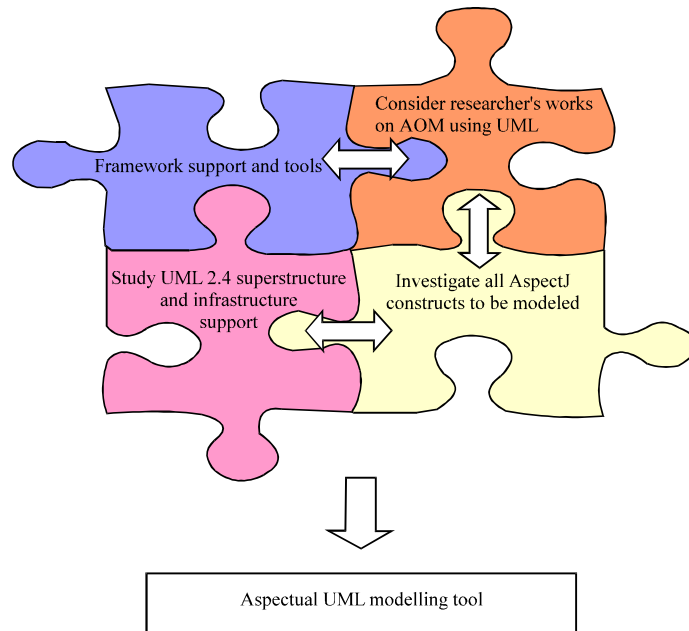 Consider researcher's works
on AOM using UML
Framework support and tools
Study UML 2.4 superstructure
and infrastructure
support
Investigate all AspectJ
constructs to be modeled
Aspectual UML modelling tool